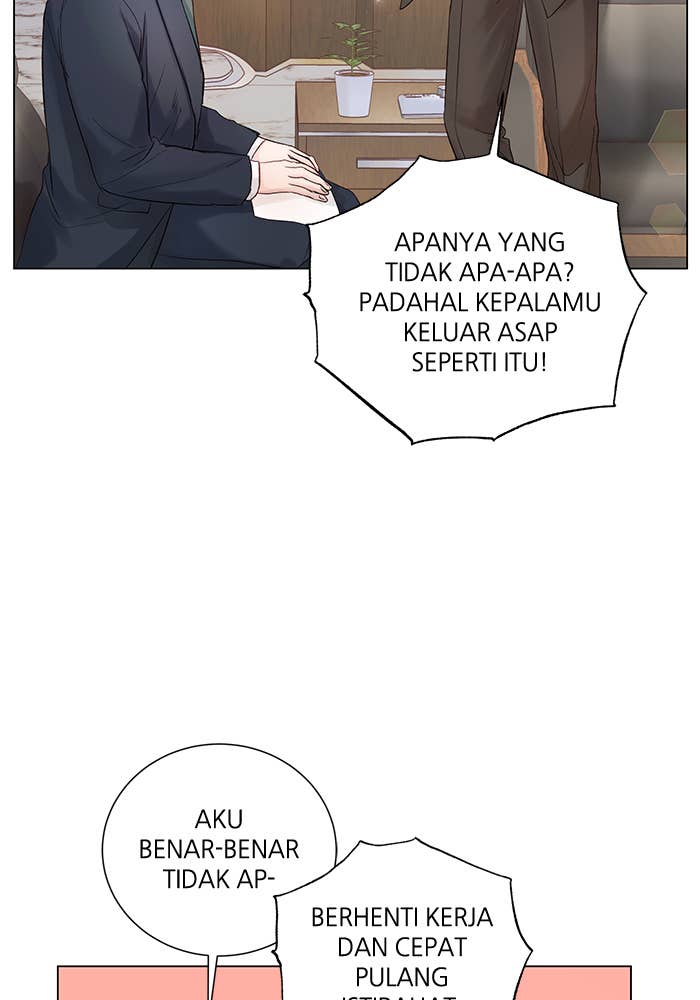 APANYA YANG
TIDAK APA-APA?
PADAHAL KEPALAMU
KELUAR ASAP
SEPERTI ITU!
AKU
BENAR-BENAR
TIDAK AP-
BERHENTI KERJA
DAN CEPAT
PULANG